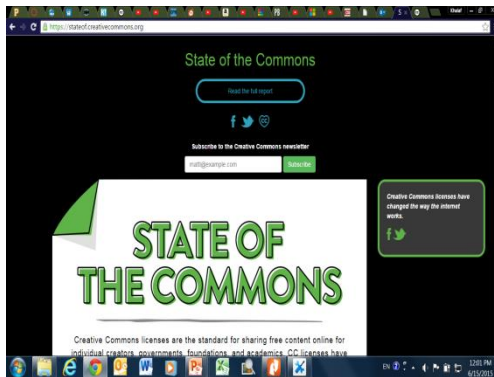 https://stateof.creativecommons.org
State of the Commons
Read the full report
Subscribe to the Creative Commons newsletter
matt@example.com
Subscribe
Creative Commons licenses have
changed the way the internet
works.
STATE OF
THE COMMONS
Creative Commons licenses are the standard for sharing free content online for
individual creators, governments, foundations, and academics. CC licenses have
EN
12:01 PM
6/15/2015